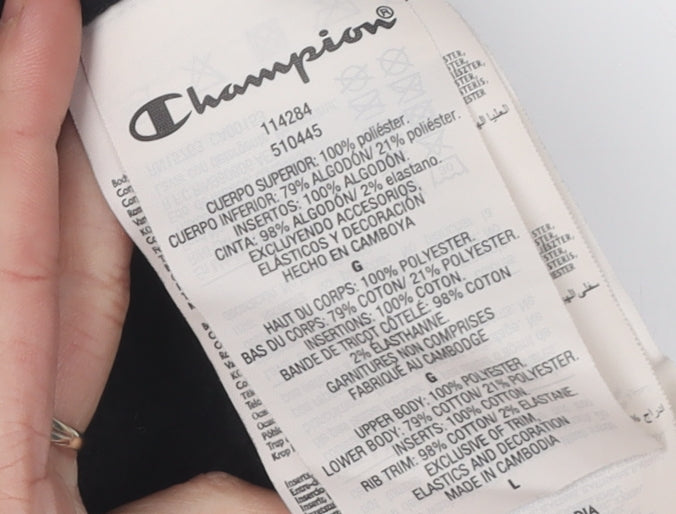 Champion®
114284
510445
CUERPO SUPERIOR: 100% poliéster.
CUERPO INFERIOR: 79% ALGODÓN/ 21% poliéster.
INSERTOS: 100% ALGODÓN.
CINTA: 98% ALGODÓN/ 2% elastano.
EXCLUYENDO ACCESORIOS,
ELÁSTICOS Y DECORACIÓN
HECHO EN CAMBOYA
G
HAUT DU CORPS: 100% POLYESTER.
BAS DU CORPS: 79% COTON/ 21% POLYESTER.
INSERTIONS: 100% COTON.
BANDE DE TRICOT CÔTELÉ: 98% COTON
2% ÉLASTHANNE.
GARNITURES NON COMPRISES
FABRIQUÉ AU CAMBODGE
G
UPPER BODY: 100% POLYESTER.
LOWER BODY: 79% COTTON/ 21% POLYESTER.
INSERTS: 100% COTTON.
RIB TRIM: 98% COTTON/ 2% ELASTANE.
EXCLUSIVE OF TRIM,
ELASTICS AND DECORATION
MADE IN CAMBODIA
L